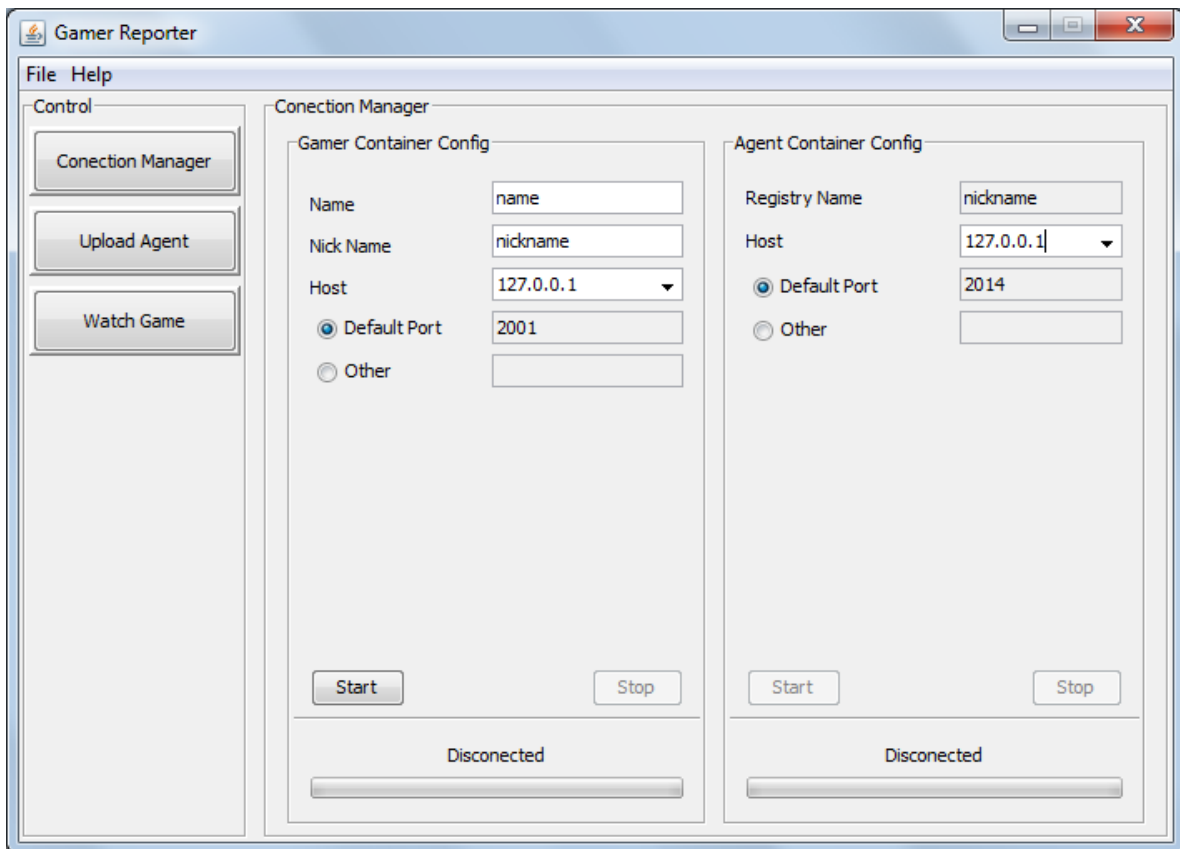 Gamer Reporter
File Help
Control
Conection Manager
Upload Agent
Watch Game
Conection Manager
Gamer Container Config
Name name
Nick Name nickname
Host 127.0.0.1
Default Port 2001
Other
Start Stop
Disconected
Agent Container Config
Registry Name nickname
Host 127.0.0.1
Default Port 2014
Other
Start Stop
Disconected